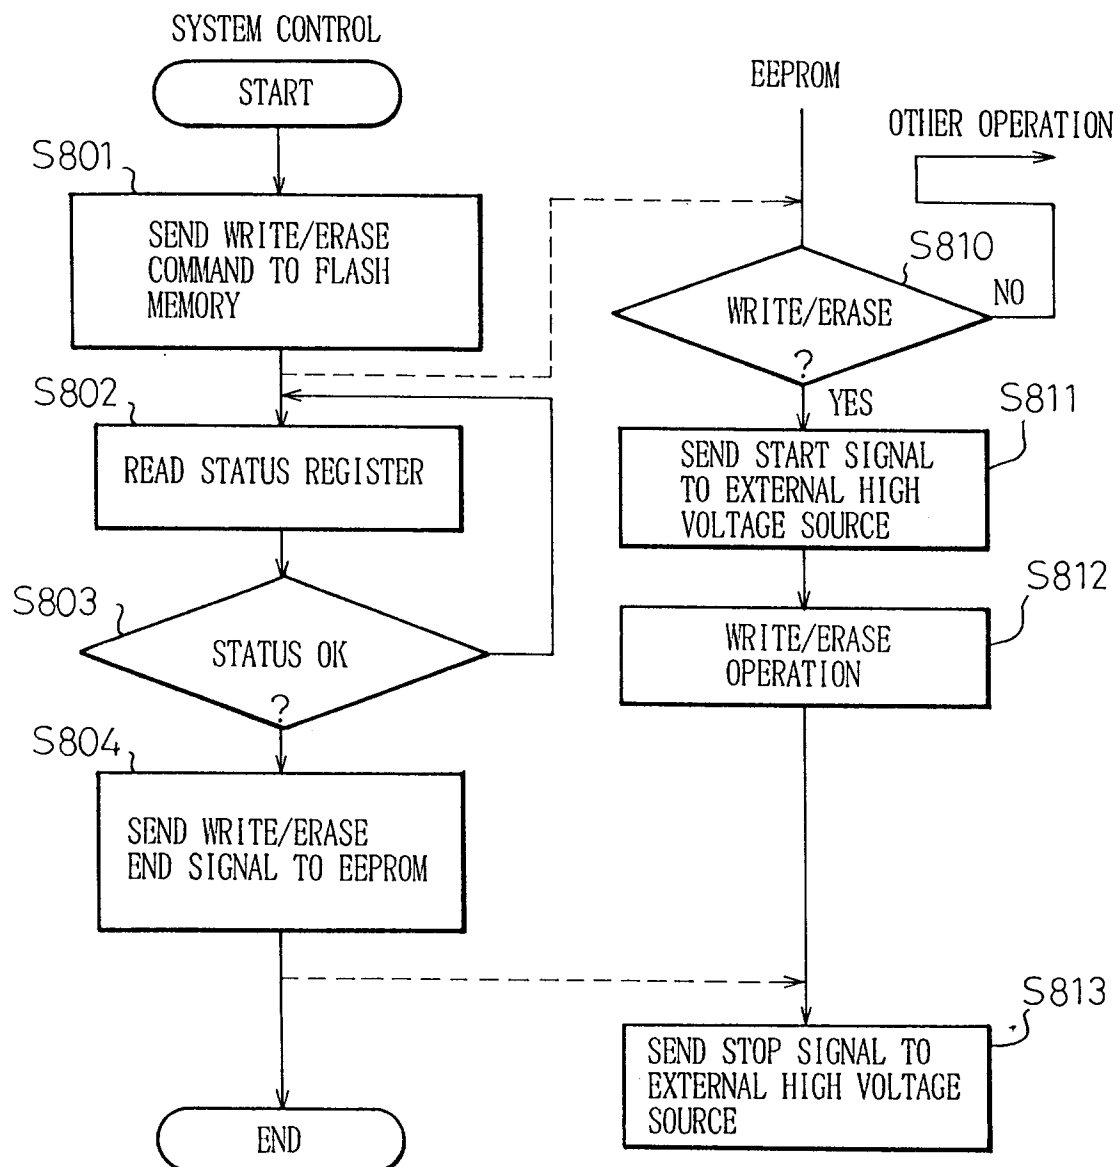 SYSTEM CONTROL
START
S801
SEND WRITE/ERASE
COMMAND TO FLASH
MEMORY
S802
READ STATUS REGISTER
S803
STATUS OK
?
S804
SEND WRITE/ERASE
END SIGNAL TO EEPROM
END
EEPROM
OTHER OPERATION
S810
WRITE/ERASE
?
NO
YES
S811
SEND START SIGNAL
TO EXTERNAL HIGH
VOLTAGE SOURCE
S812
WRITE/ERASE
OPERATION
S813
SEND STOP SIGNAL TO
EXTERNAL HIGH VOLTAGE
SOURCE